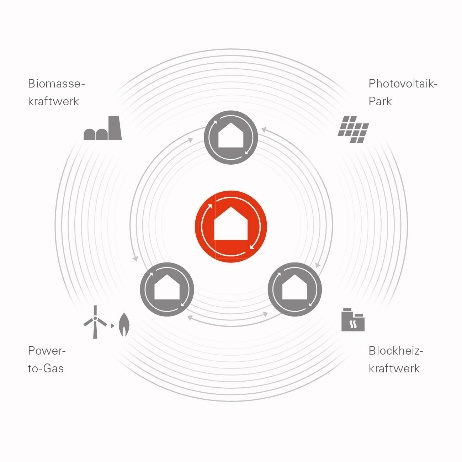 Biomasse-
kraftwerk
Photovoltaik-
Park
Power-
to-Gas
Blockheiz-
kraftwerk